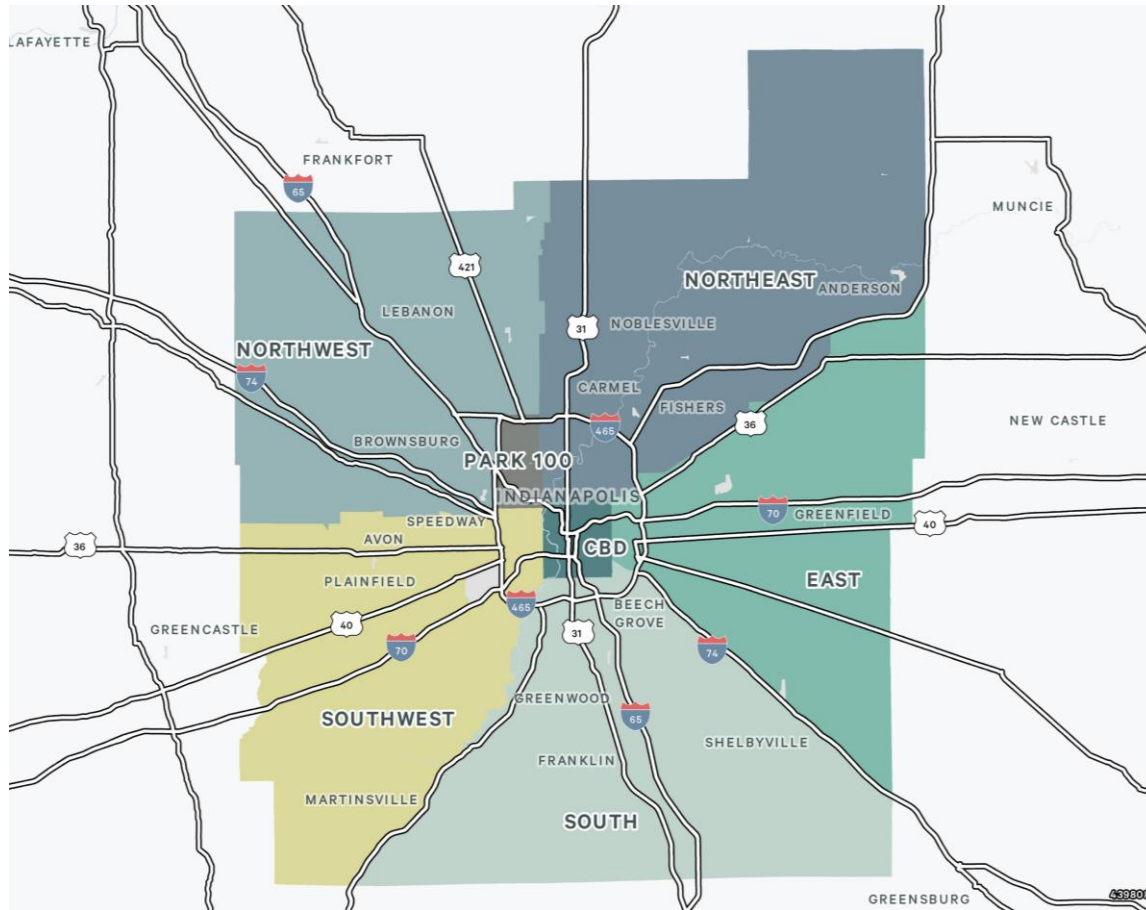 LAFAYETTE
FRANKFORT
65
MUNCIE
421
NORTHEAST
ANDERSON
LEBANON
31
NOBLESVILLE
NORTHWEST
74
CARMEL
FISHERS
465
36
NEW CASTLE
BROWNSBURG
PARK 100
INDIANAPOLIS
SPEEDWAY
70
GREENFIELD
40
AVON
36
CBD
PLAINFIELD
EAST
465
BEECH
GROVE
GREENCASTLE
40
31
70
74
GREENWOOD
SOUTHWEST
65
SHELBYVILLE
FRANKLIN
MARTINSVILLE
SOUTH
GREENSBURG